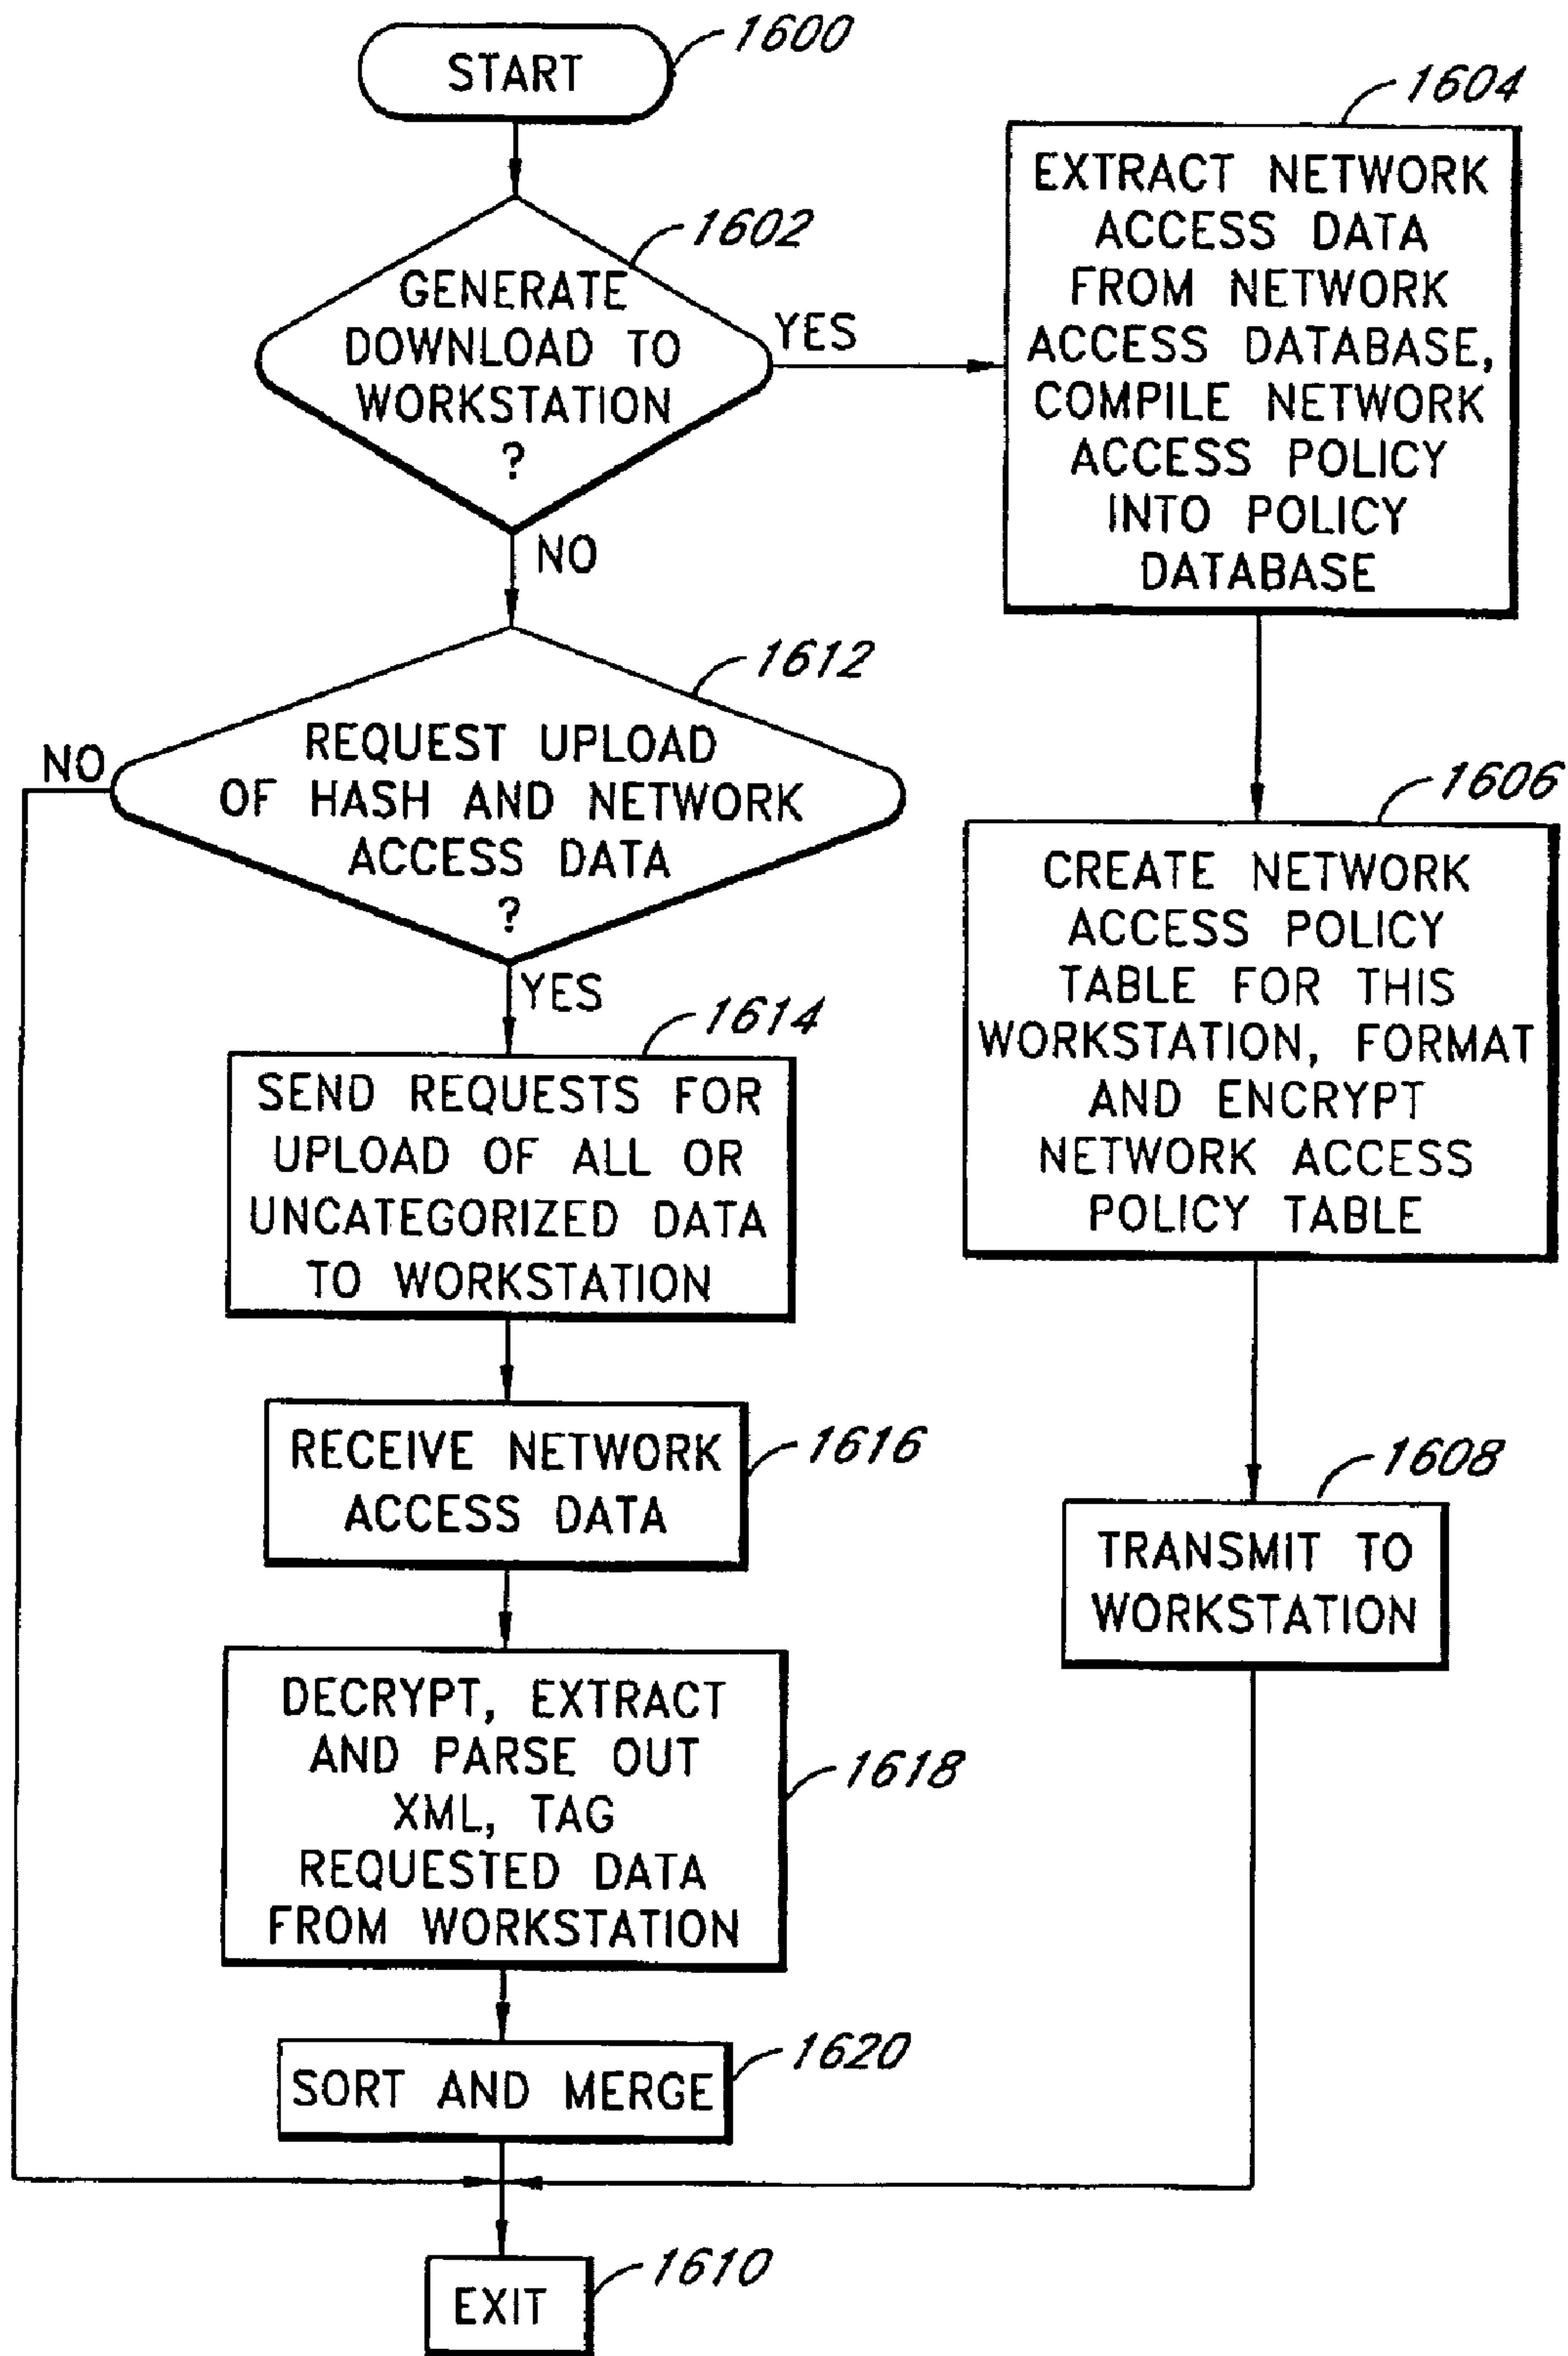 START
1600
GENERATE
DOWNLOAD TO
WORKSTATION
?
1602
YES
NO
1604
EXTRACT NETWORK
ACCESS DATA
FROM NETWORK
ACCESS DATABASE,
COMPILE NETWORK
ACCESS POLICY
INTO POLICY
DATABASE
1606
CREATE NETWORK
ACCESS POLICY
TABLE FOR THIS
WORKSTATION, FORMAT
AND ENCRYPT
NETWORK ACCESS
POLICY TABLE
1608
TRANSMIT TO
WORKSTATION
1612
REQUEST UPLOAD
OF HASH AND NETWORK
ACCESS DATA
?
NO
YES
1614
SEND REQUESTS FOR
UPLOAD OF ALL OR
UNCATEGORIZED DATA
TO WORKSTATION
RECEIVE NETWORK
ACCESS DATA
1616
DECRYPT, EXTRACT
AND PARSE OUT
XML, TAG
REQUESTED DATA
FROM WORKSTATION
1618
SORT AND MERGE
1620
EXIT
1610